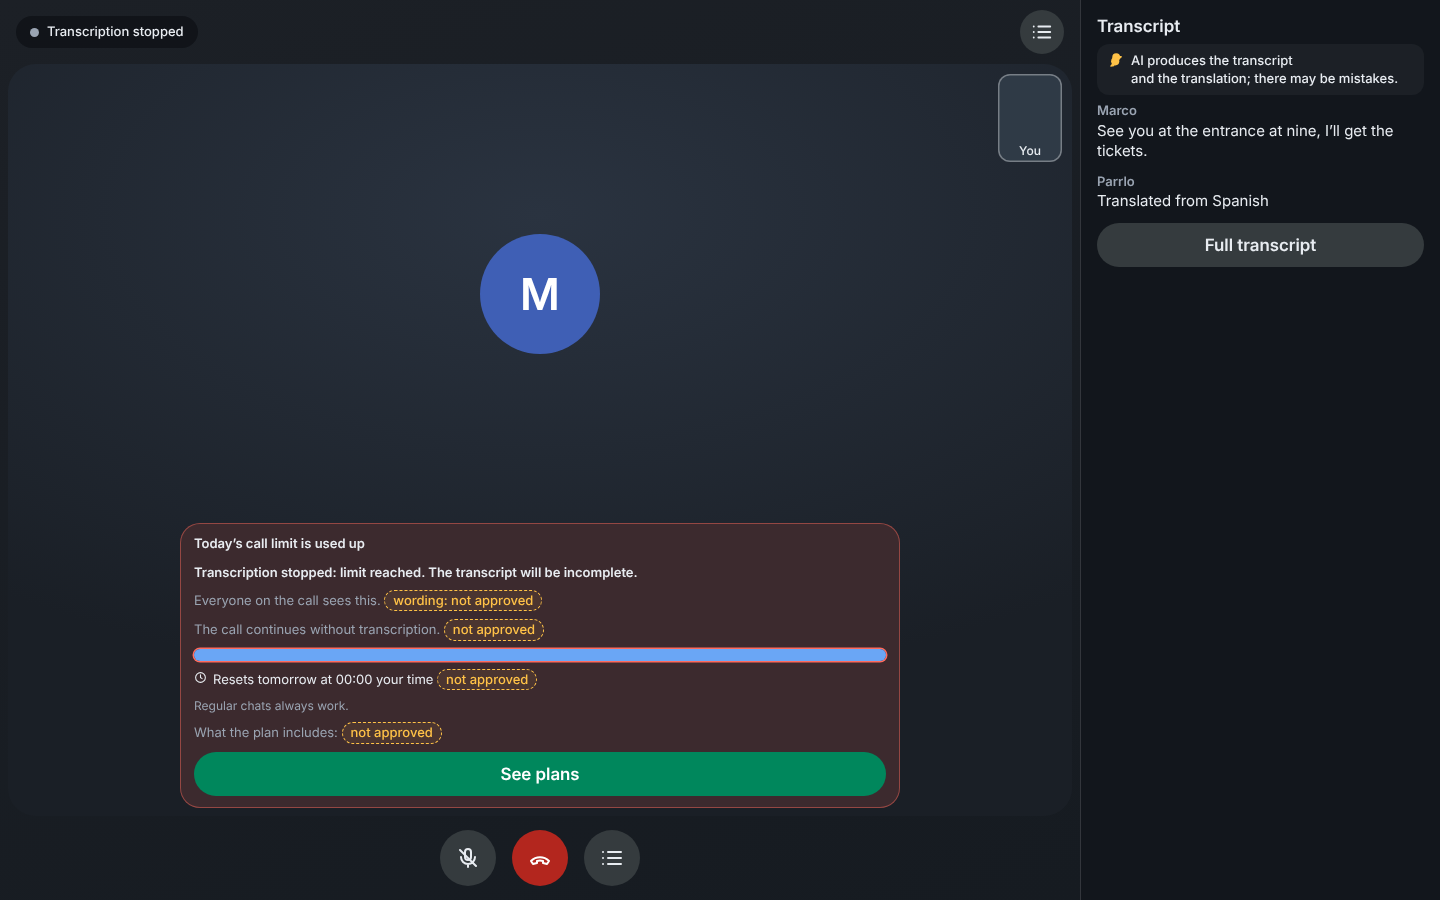 Transcription stopped
You
M
Today’s call limit is used up
Transcription stopped: limit reached. The transcript will be incomplete.
Everyone on the call sees this. wording: not approved
The call continues without transcription. not approved
Resets tomorrow at 00:00 your time not approved
Regular chats always work.
What the plan includes: not approved
See plans
Transcript
AI produces the transcript
and the translation; there may be mistakes.
Marco
See you at the entrance at nine, I’ll get the
tickets.
Parrlo
Translated from Spanish
Full transcript